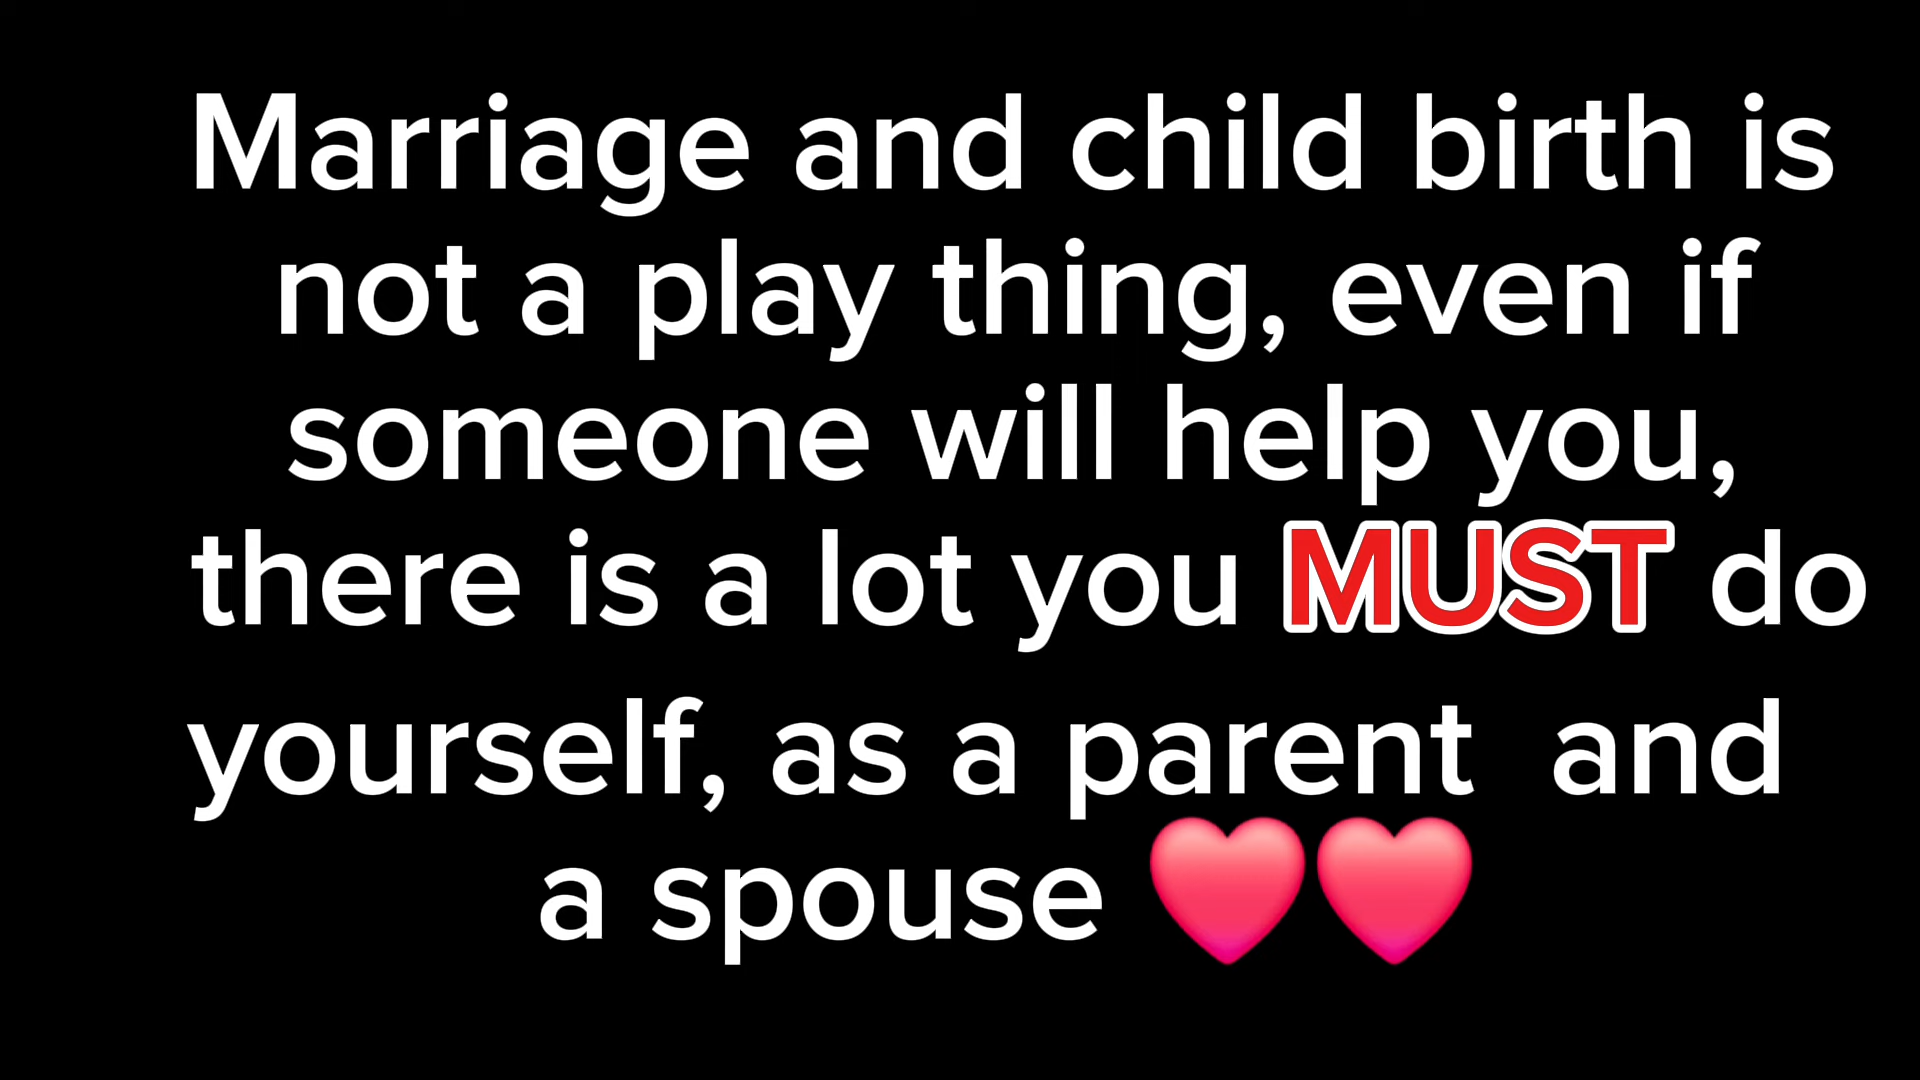 Marriage and child birth is
not a play thing, even if
someone will help you,
there is a lot you MUST do
yourself, as a parent  and
a spouse ❤️❤️